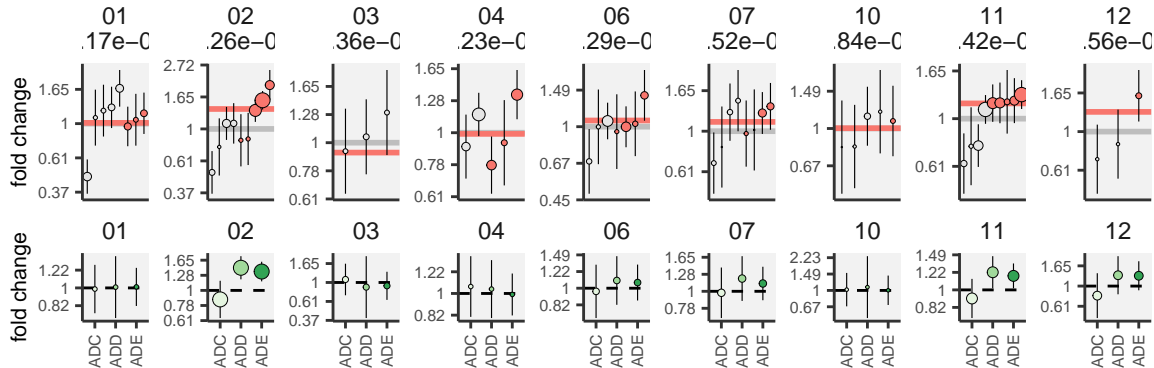 01 02 03 04 06 07 10 11 12
.17e−0 .26e−0 .36e−0 .23e−0 .29e−0 .52e−0 .84e−0 .42e−0 .56e−0
fold change
1.65 1 0.61 0.37
2.72 1.65 1 0.61 0.37
1.65 1.28 1 0.78 0.61
1.65 1.28 1 0.78 0.61
1.49 1 0.67 0.45
1.65 1 0.61
1.49 1 0.67
1.65 1 0.61
1.65 1 0.61
01 02 03 04 06 07 10 11 12
fold change
1.22 1 0.82
1.65 1.28 1 0.78 0.61
1.65 1 0.61 0.37
1.22 1 0.82
1.49 1.22 1 0.82 0.67
1.65 1.28 1 0.78
2.23 1.49 1 0.67
1.49 1.22 1 0.82
1.65 1 0.61
ADC ADD ADE ADC ADD ADE ADC ADD ADE ADC ADD ADE ADC ADD ADE ADC ADD ADE ADC ADD ADE ADC ADD ADE ADC ADD ADE